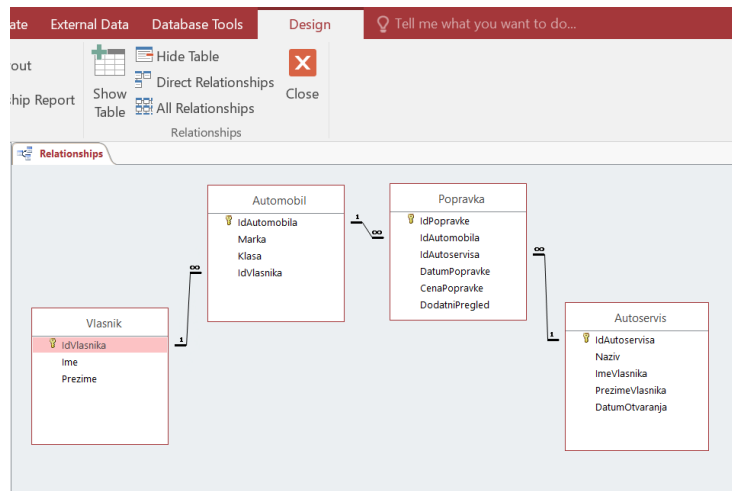 ate External Data Database Tools Design Tell me what you want to do...
out
hip Report
Show Table
Hide Table
Direct Relationships
All Relationships
Close
Relationships
Relationships
Vlasnik
IdVlasnika
Ime
Prezime
1
∞
Automobil
IdAutomobila
Marka
Klasa
IdVlasnika
1
∞
Popravka
IdPopravke
IdAutomobila
IdAutoservisa
DatumPopravke
CenaPopravke
DodatniPregled
∞
1
Autoservis
IdAutoservisa
Naziv
ImeVlasnika
PrezimeVlasnika
DatumOtvaranja